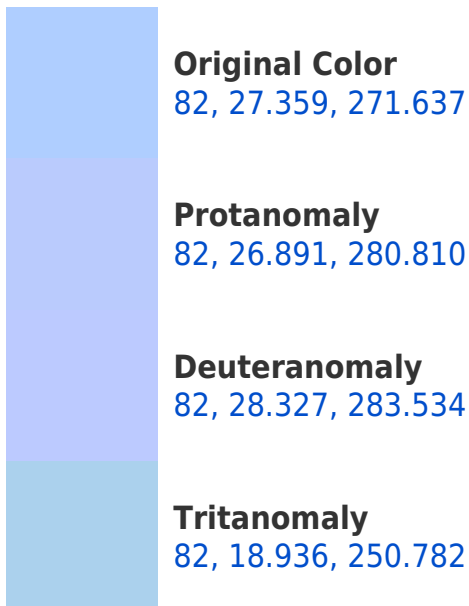 Original Color
82, 27.359, 271.637
Protanomaly
82, 26.891, 280.810
Deuteranomaly
82, 28.327, 283.534
Tritanomaly
82, 18.936, 250.782